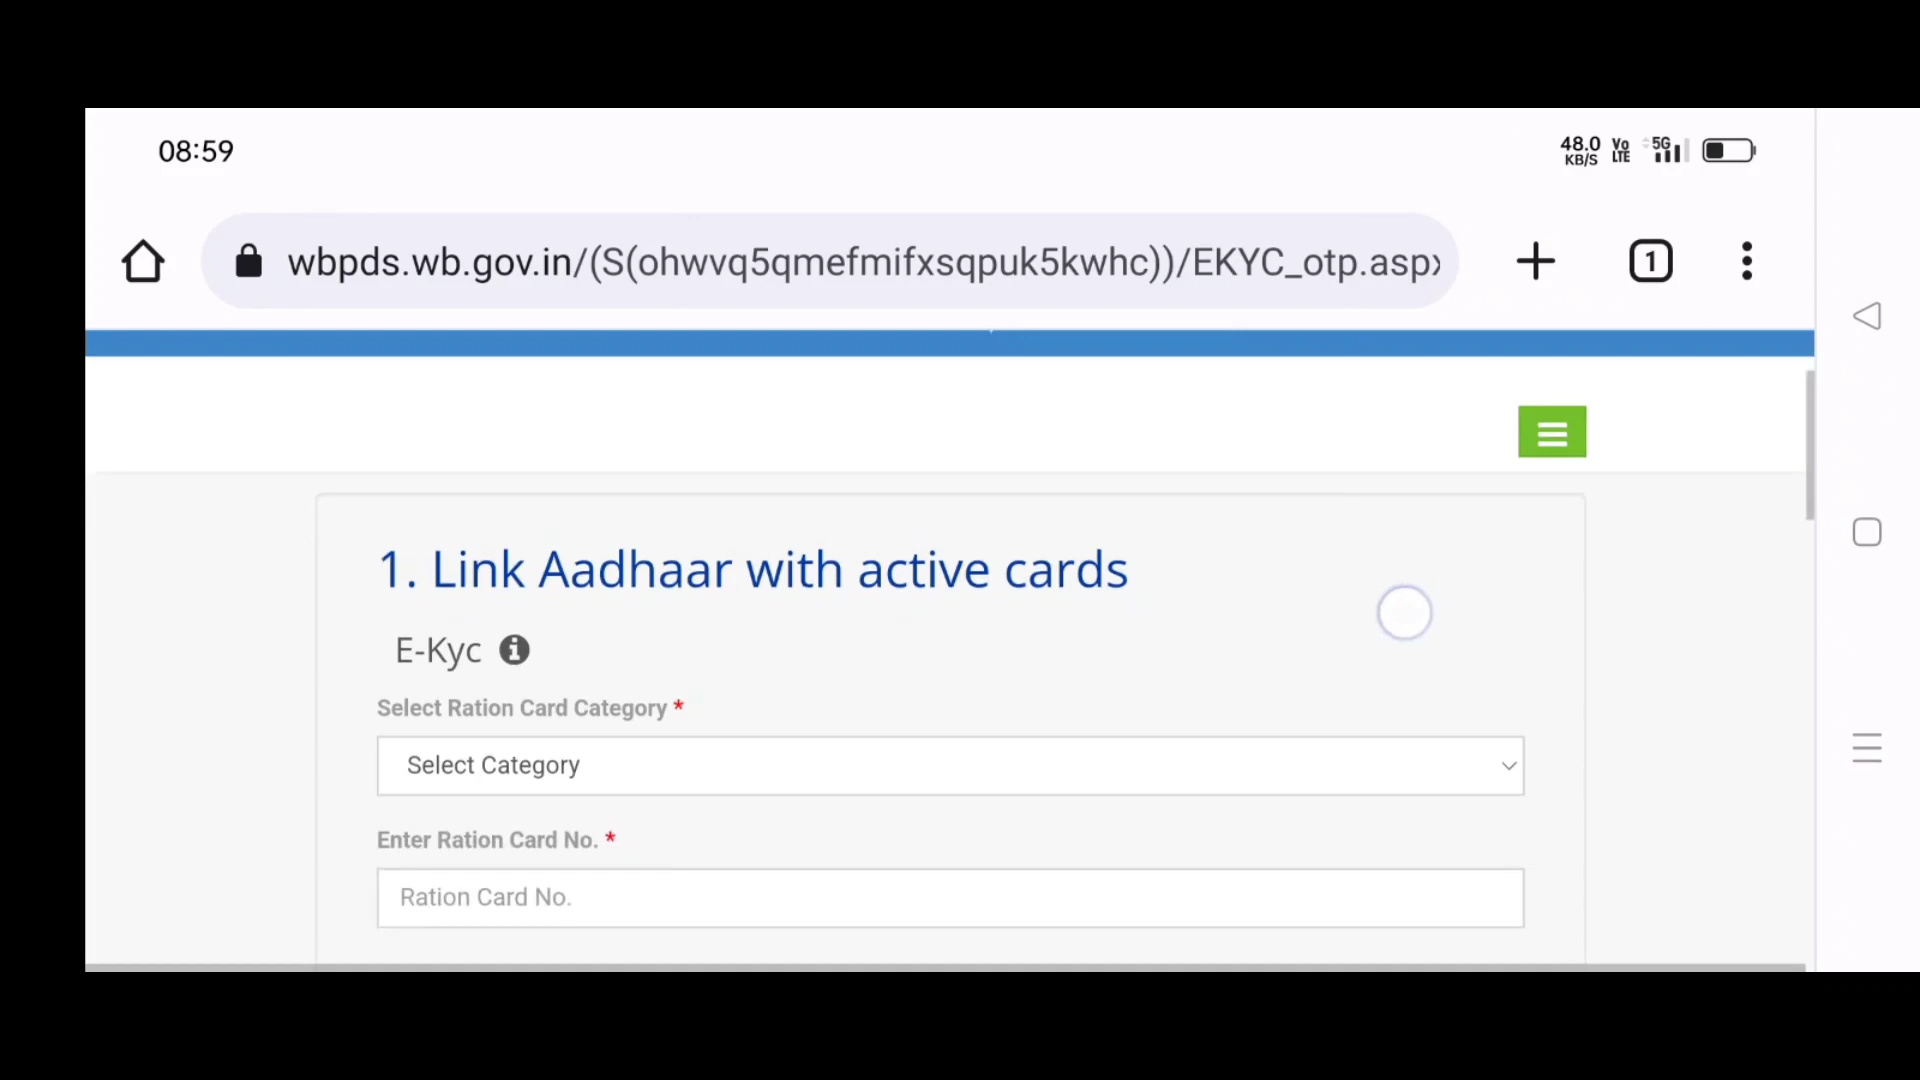 08:59
48.0 KB/S Vo LTE 5G
wbpds.wb.gov.in/(S(ohwvq5qmefmifxsqpuk5kwhc))/EKYC_otp.aspx
1
1. Link Aadhaar with active cards
E-Kyc
Select Ration Card Category *
Select Category
Enter Ration Card No. *
Ration Card No.